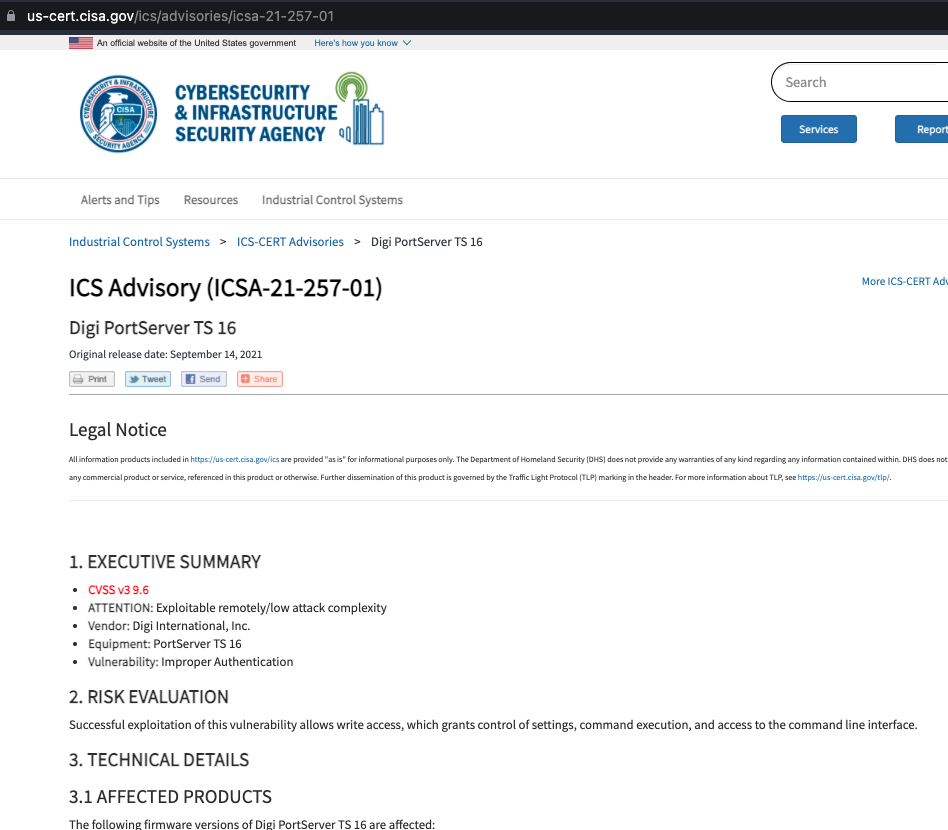 us-cert.cisa.gov/ics/advisories/icsa-21-257-01
An official website of the United States government Here's how you know
CYBERSECURITY & INFRASTRUCTURE
SECURITY AGENCY
CISA
CYBERSECURITY
& INFRASTRUCTURE
SECURITY AGENCY
Search
Services Report
Alerts and Tips Resources Industrial Control Systems
Industrial Control Systems > ICS-CERT Advisories > Digi PortServer TS 16
ICS Advisory (ICSA-21-257-01)
More ICS-CERT Adv
Digi PortServer TS 16
Original release date: September 14, 2021
Print Tweet Send Share
Legal Notice
All information products included in https://us-cert.cisa.gov/ics are provided "as is" for informational purposes only. The Department of Homeland Security (DHS) does not provide any warranties of any kind regarding any information contained within. DHS does not
any commercial product or service, referenced in this product or otherwise. Further dissemination of this product is governed by the Traffic Light Protocol (TLP) marking in the header. For more information about TLP, see https://us-cert.cisa.gov/tlp/.
1. EXECUTIVE SUMMARY
• CVSS v3 9.6
• ATTENTION: Exploitable remotely/low attack complexity
• Vendor: Digi International, Inc.
• Equipment: PortServer TS 16
• Vulnerability: Improper Authentication
2. RISK EVALUATION
Successful exploitation of this vulnerability allows write access, which grants control of settings, command execution, and access to the command line interface.
3. TECHNICAL DETAILS
3.1 AFFECTED PRODUCTS
The following firmware versions of Digi PortServer TS 16 are affected: